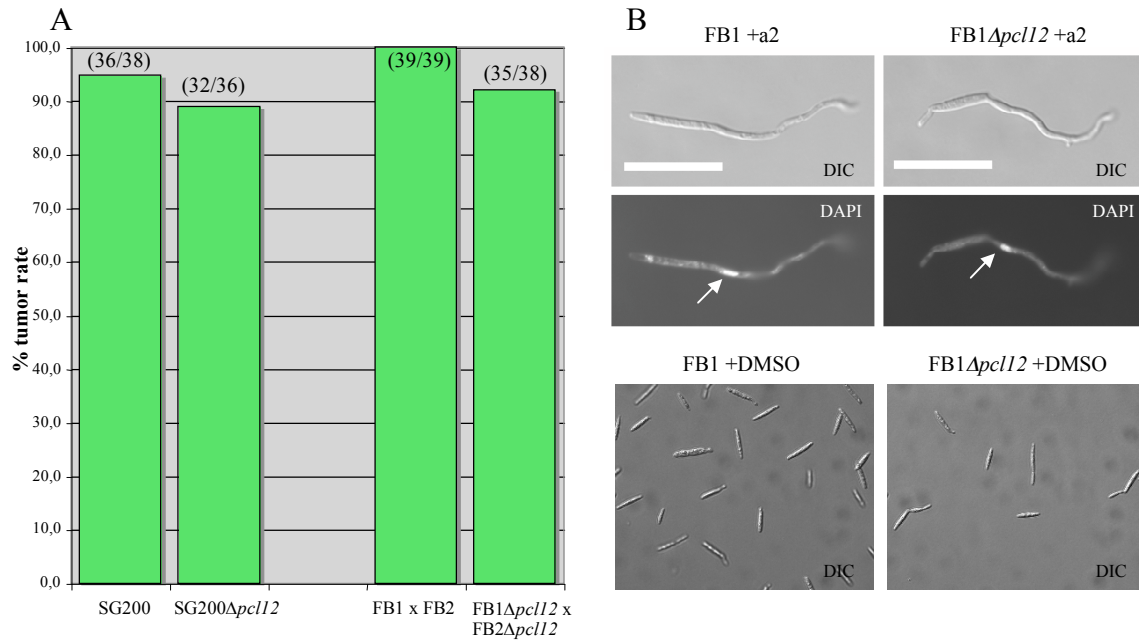 A
% tumor rate
100,0
90,0
80,0
70,0
60,0
50,0
40,0
30,0
20,0
10,0
0,0
(36/38)
(32/36)
(39/39)
(35/38)
SG200
SG200Δpcl12
FB1 x FB2
FB1Δpcl12 x
FB2Δpcl12
B
FB1 +a2
FB1Δpcl12 +a2
DIC
DIC
DAPI
DAPI
FB1 +DMSO
FB1Δpcl12 +DMSO
DIC
DIC